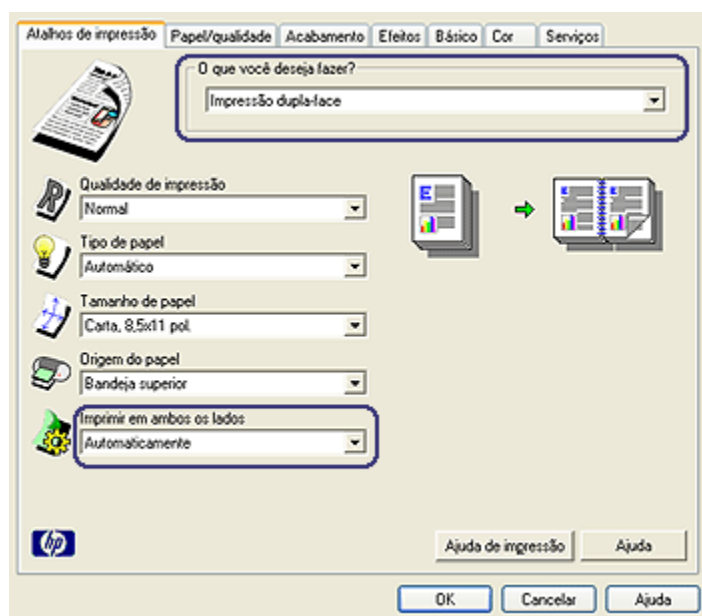 Atalhos de impressão Papel/qualidade Acabamento Efeitos Básico Cor Serviços
O que você deseja fazer?
Impressão dupla-face
Qualidade de impressão
Normal
Tipo de papel
Automático
Tamanho de papel
Carta, 8,5x11 pol.
Origem do papel
Bandeja superior
Imprimir em ambos os lados
Automaticamente
hp
Ajuda de impressão Ajuda
OK Cancelar Ajuda